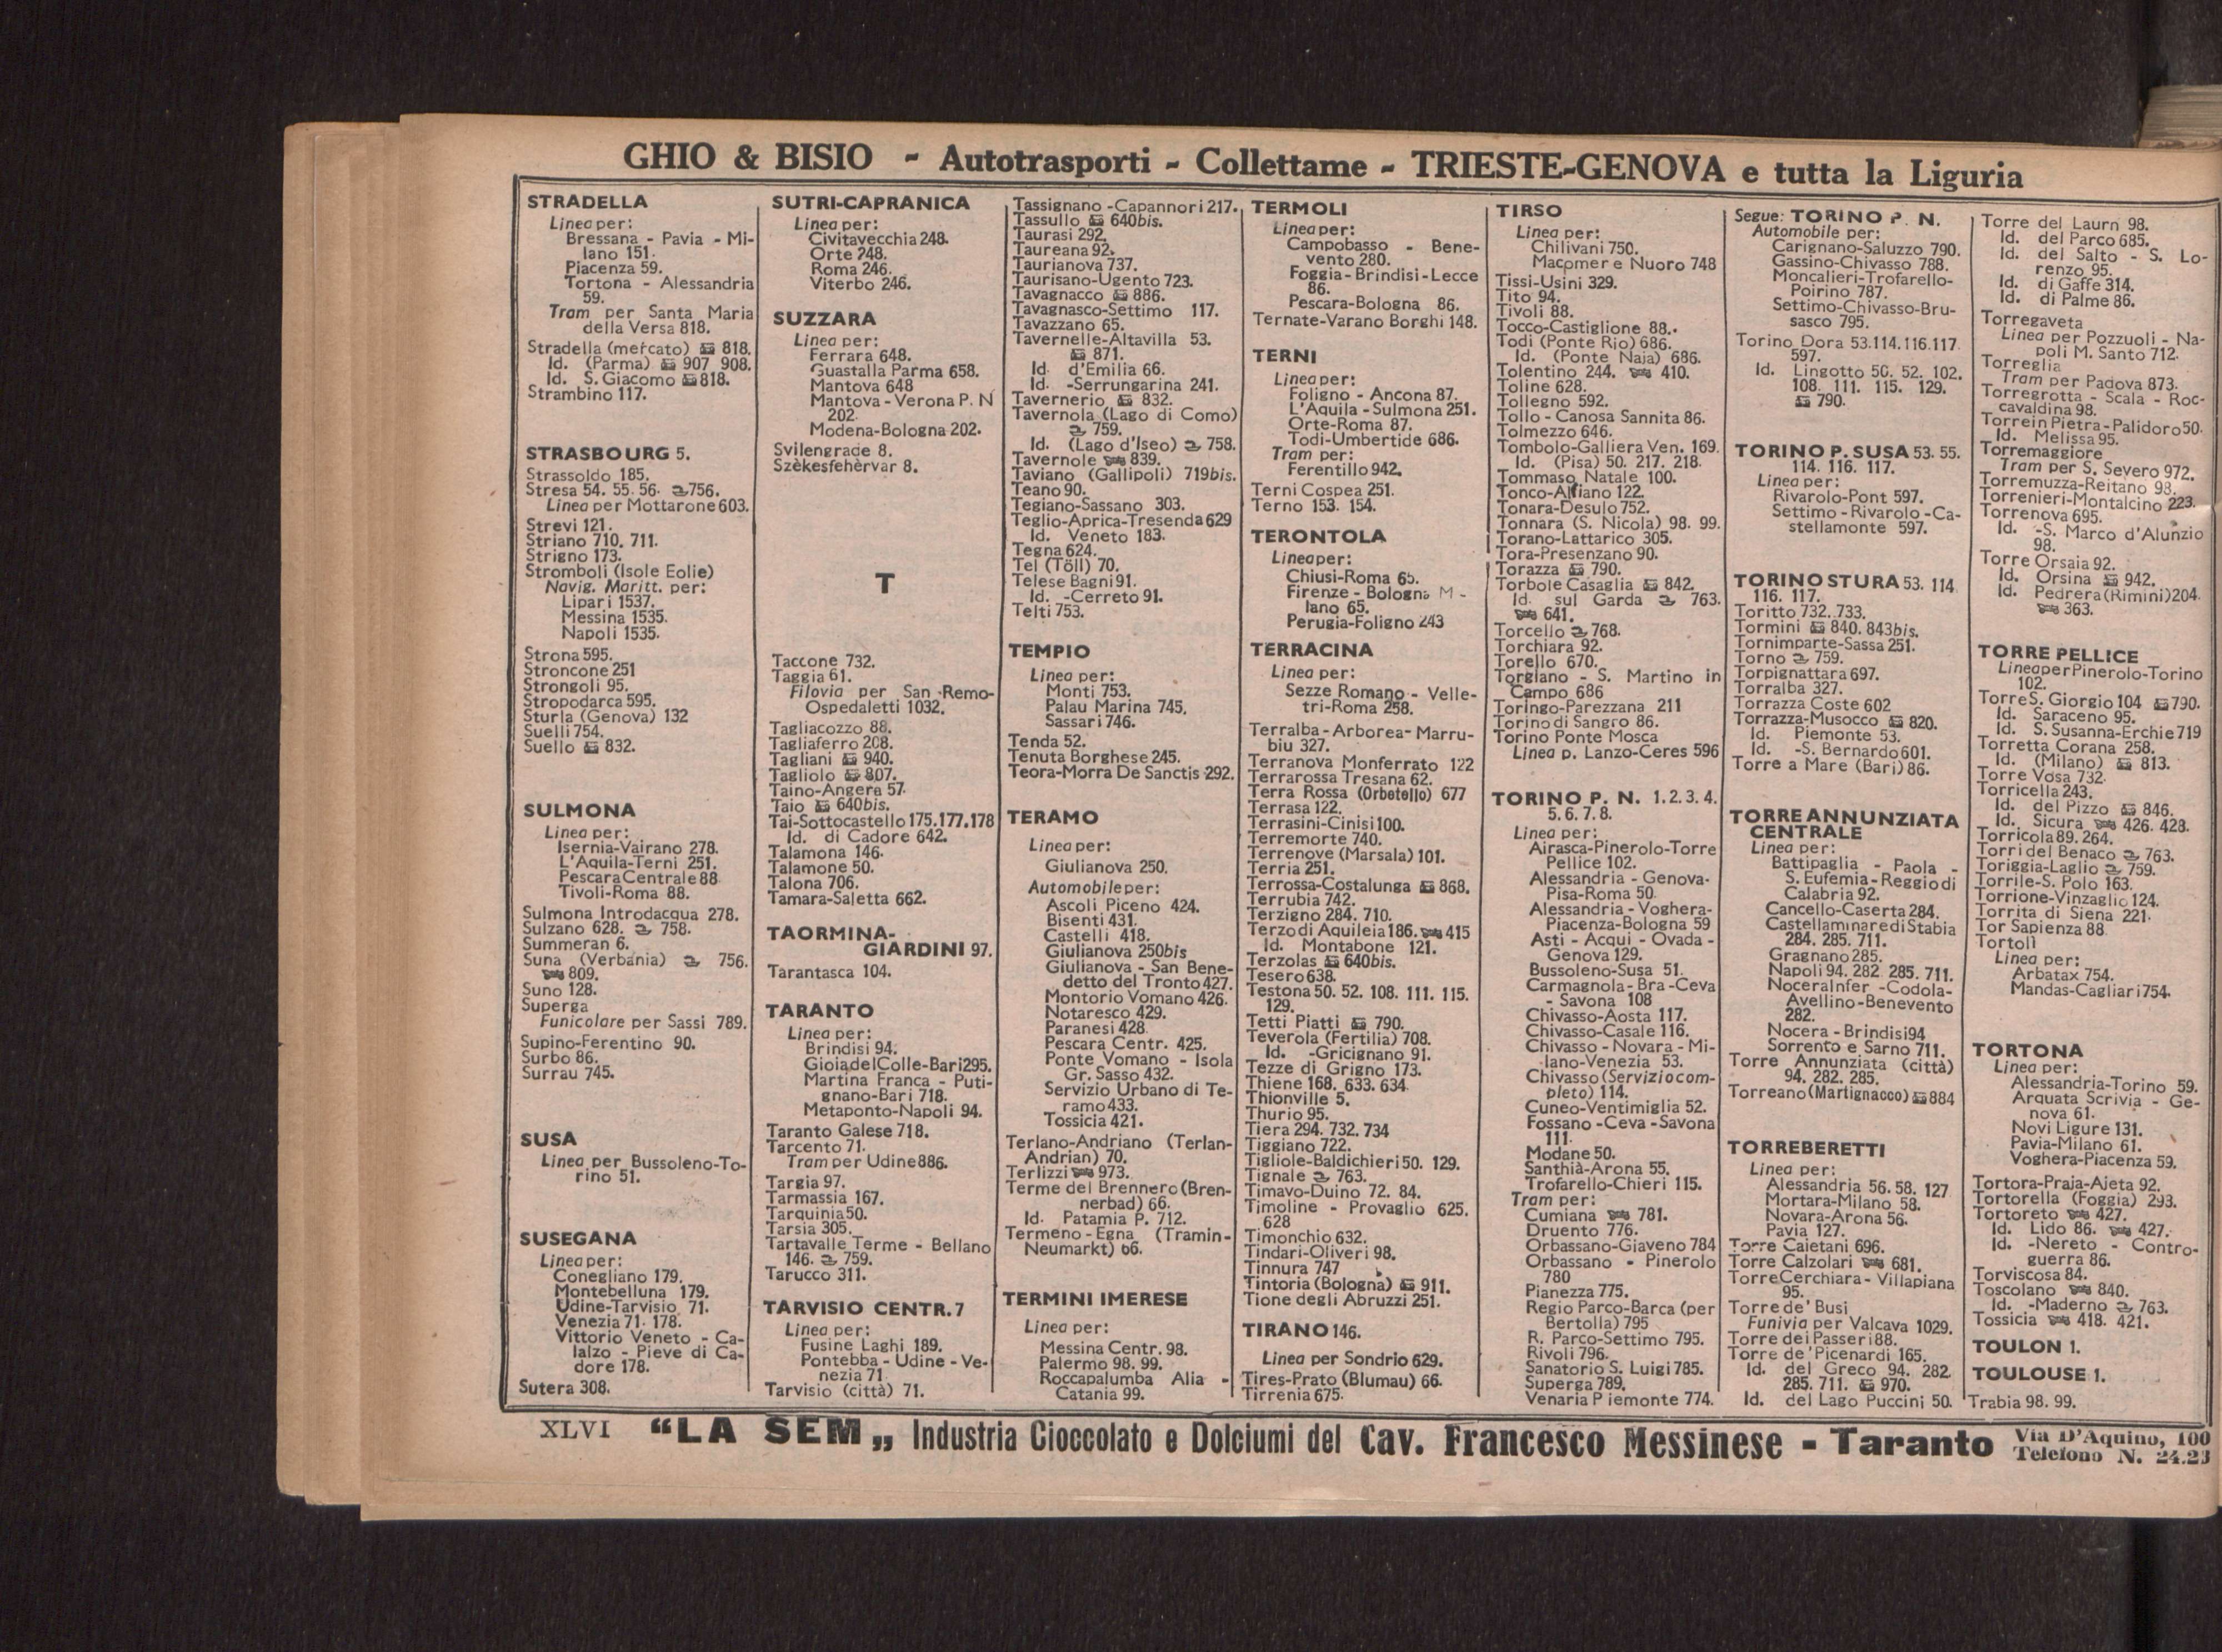 GHIO & BISIO - Autotrasporti - Collettame - TRIESTE-GENOVA e tutta la Liguria
STRADELLA
Linea per:
Bressana - Pavia - Mi-
lano 151.
Piacenza 59.
Tortona - Alessandria
59.
Tram per Santa Maria
della Versa 818.
Stradella (mercato) 818.
Id. (Parma) 907 908.
Id. S. Giacomo 818.
Strambino 117.
STRASBOURG 5.
Strassoldo 185.
Stresa 54. 55. 56. 756.
Linea per Mottarone 603.
Strevi 121.
Striano 710. 711.
Strigno 173.
Stromboli (Isole Eolie)
Navig. Maritt. per:
Lipari 1537.
Messina 1535.
Napoli 1535.
Strona 595.
Stroncone 251
Strongoli 95.
Stropodarca 595.
Sturla (Genova) 132
Suelli 754.
Suello 832.
SULMONA
Linea per:
Isernia-Vairano 278.
L'Aquila-Terni 251.
Pescara Centrale 88
Tivoli-Roma 88.
Sulmona Introdacqua 278.
Sulzano 628. 758.
Summeran 6.
Suna (Verbania) 756.
809.
Suno 128.
Superga
Funicolare per Sassi 789.
Supino-Ferentino 90.
Surbo 86.
Surrau 745.
SUSA
Linea per Bussoleno-To-
rino 51.
SUSEGANA
Linea per:
Conegliano 179.
Montebelluna 179.
Udine-Tarvisio 71.
Venezia 71. 178.
Vittorio Veneto - Ca-
lalzo - Pieve di Ca-
dore 178.
Sutera 308.
SUTRI-CAPRANICA
Linea per:
Civitavecchia 248.
Orte 248.
Roma 246.
Viterbo 246.
SUZZARA
Linea per:
Ferrara 648.
Guastalla Parma 658.
Mantova 648
Mantova - Verona P. N
202.
Modena-Bologna 202.
Svilengrade 8.
Szèkesfehèrvar 8.
T
Taccone 732.
Taggia 61.
Filovia per San Remo-
Ospedaletti 1032.
Tagliacozzo 88.
Tagliaferro 208.
Tagliani 940.
Tagliolo 807.
Taino-Angera 57.
Taio 640bis.
Tai-Sottocastello 175.177.178
Id. di Cadore 642.
Talamona 146.
Talamone 50.
Talona 706.
Tamara-Saletta 662.
TAORMINA-
GIARDINI 97.
Tarantasca 104.
TARANTO
Linea per:
Brindisi 94.
Gioia del Colle-Bari 295.
Martina Franca - Puti-
gnano-Bari 718.
Metaponto-Napoli 94.
Taranto Galese 718.
Tarcento 71.
Tram per Udine 886.
Targia 97.
Tarmassia 167.
Tarquinia 50.
Tarsia 305.
Tartavalle Terme - Bellano
146. 759.
Tarucco 311.
TARVISIO CENTR. 7
Linea per:
Fusine Laghi 189.
Pontebba - Udine - Ve-
nezia 71
Tarvisio (città) 71.
Tassignano -Capannori 217.
Tassullo 640bis.
Taurasi 292.
Taureana 92.
Taurianova 737.
Taurisano-Ugento 723.
Tavagnacco 886.
Tavagnasco-Settimo 117.
Tavazzano 65.
Tavernelle-Altavilla 53.
871.
Id. d'Emilia 66.
Id. -Serrungarina 241.
Tavernerio 832.
Tavernola (Lago di Como)
759.
Id. (Lago d'Iseo) 758.
Tavernole 839.
Taviano (Gallipoli) 719bis.
Teano 90.
Tegiano-Sassano 303.
Teglio-Aprica-Tresenda 629
Id. Veneto 183.
Tegna 624.
Tel (Töll) 70.
Telese Bagni 91.
Id. -Cerreto 91.
Telti 753.
TEMPIO
Linea per:
Monti 753.
Palau Marina 745.
Sassari 746.
Tenda 52.
Tenuta Borghese 245.
Teora-Morra De Sanctis 292.
TERAMO
Linea per:
Giulianova 250.
Automobile per:
Ascoli Piceno 424.
Bisenti 431.
Castelli 418.
Giulianova 250bis
Giulianova - San Bene-
detto del Tronto 427.
Montorio Vomano 426.
Notaresco 429.
Paranesi 428.
Pescara Centr. 425.
Ponte Vomano - Isola
Gr. Sasso 432.
Servizio Urbano di Te-
ramo 433.
Tossicia 421.
Terlano-Andriano (Terlan-
Andrian) 70.
Terlizzi 973.
Terme del Brennero (Bren-
nerbad) 66.
Id. Patamia P. 712.
Termeno - Egna (Tramin-
Neumarkt) 66.
TERMINI IMERESE
Linea per:
Messina Centr. 98.
Palermo 98. 99.
Roccapalumba Alia -
Catania 99.
TERMOLI
Linea per:
Campobasso - Bene-
vento 280.
Foggia - Brindisi - Lecce
86.
Pescara-Bologna 86.
Ternate-Varano Borghi 148.
TERNI
Linea per:
Foligno - Ancona 87.
L'Aquila - Sulmona 251.
Orte-Roma 87.
Todi-Umbertide 686.
Tram per:
Ferentillo 942.
Terni Cospea 251.
Terno 153. 154.
TERONTOLA
Linea per:
Chiusi-Roma 65.
Firenze - Bologna M -
lano 65.
Perugia-Foligno 243
TERRACINA
Linea per:
Sezze Romano - Velle-
tri-Roma 258.
Terralba - Arborea - Marru-
biu 327.
Terranova Monferrato 122
Terrarossa Tresana 62.
Terra Rossa (Orbetello) 677
Terrasa 122.
Terrasini-Cinisi 100.
Terremorte 740.
Terrenove (Marsala) 101.
Terria 251.
Terrossa-Costalunga 868.
Terrubia 742.
Terzigno 284. 710.
Terzo di Aquileia 186. 415
Id. Montabone 121.
Terzolas 640bis.
Tesero 638.
Testona 50. 52. 108. 111. 115.
129.
Tetti Piatti 790.
Teverola (Fertilia) 708.
Id. -Gricignano 91.
Tezze di Grigno 173.
Thiene 168. 633. 634
Thionville 5.
Thurio 95.
Tiera 294. 732. 734
Tiggiano 722.
Tigliole-Baldichieri 50. 129.
Tignale 763.
Timavo-Duino 72. 84.
Timoline - Provaglio 625.
628
Timonchio 632.
Tindari-Oliveri 98.
Tinnura 747
Tintoria (Bologna) 911.
Tione degli Abruzzi 251.
TIRANO 146.
Linea per Sondrio 629.
Tires-Prato (Blumau) 66.
Tirrenia 675.
TIRSO
Linea per:
Chilivani 750.
Macomer e Nuoro 748
Tissi-Usini 329.
Tito 94.
Tivoli 88.
Tocco-Castiglione 88.
Todi (Ponte Rio) 686.
Id. (Ponte Naia) 686.
Tolentino 244. 410.
Toline 628.
Tollegno 592.
Tollo - Canosa Sannita 86.
Tolmezzo 646.
Tombolo-Galliera Ven. 169.
Id. (Pisa) 50. 217. 218.
Tommaso Natale 100.
Tonco-Alfiano 122.
Tonara-Desulo 752.
Tonnara (S. Nicola) 98. 99.
Torano-Lattarico 305.
Tora-Presenzano 90.
Torazza 790.
Torbole Casaglia 842.
Id. sul Garda 763.
641.
Torcello 768.
Torchiara 92.
Torello 670.
Torgiano - S. Martino in
Campo 686
Toringo-Parezzana 211
Torino di Sangro 86.
Torino Ponte Mosca
Linea p. Lanzo-Ceres 596
TORINO P. N. 1. 2. 3. 4.
5. 6. 7. 8.
Linea per:
Airasca-Pinerolo-Torre
Pellice 102.
Alessandria - Genova-
Pisa-Roma 50.
Alessandria - Voghera-
Piacenza-Bologna 59
Asti - Acqui - Ovada -
Genova 129.
Bussoleno-Susa 51.
Carmagnola - Bra - Ceva
- Savona 108
Chivasso-Aosta 117.
Chivasso-Casale 116.
Chivasso - Novara - Mi-
lano-Venezia 53.
Chivasso (Servizio com-
pleto) 114.
Cuneo-Ventimiglia 52.
Fossano - Ceva - Savona
111.
Modane 50.
Santhià-Arona 55.
Trofarello-Chieri 115.
Tram per:
Cumiana 781.
Druento 776.
Orbassano-Giaveno 784
Orbassano - Pinerolo
780
Pianezza 775.
Regio Parco-Barca (per
Bertolla) 795
R. Parco-Settimo 795.
Rivoli 796.
Sanatorio S. Luigi 785.
Superga 789.
Venaria Piemonte 774.
Segue: TORINO P. N.
Automobile per:
Carignano-Saluzzo 790.
Gassino-Chivasso 788.
Moncalieri-Trofarello-
Poirino 787.
Settimo-Chivasso-Bru-
sasco 795.
Torino Dora 53. 114. 116. 117.
597.
Id. Lingotto 50. 52. 102.
108. 111. 115. 129.
790.
TORINO P. SUSA 53. 55.
114. 116. 117.
Linea per:
Rivarolo-Pont 597.
Settimo - Rivarolo - Ca-
stellamonte 597.
TORINO STURA 53. 114
116. 117.
Toritto 732. 733.
Tormini 840. 843bis.
Tornimparte-Sassa 251.
Torno 759.
Torpignattara 697.
Torralba 327.
Torrazza Coste 602
Torrazza-Musocco 820.
Id. Piemonte 53.
Id. -S. Bernardo 601.
Torre a Mare (Bari) 86.
TORRE ANNUNZIATA
CENTRALE
Linea per:
Battipaglia - Paola -
S. Eufemia - Reggio di
Calabria 92.
Cancello-Caserta 284.
Castellamare di Stabia
284. 285. 711.
Gragnano 285.
Napoli 94. 282. 285. 711.
Nocera Infer - Codola-
Avellino - Benevento
282.
Nocera - Brindisi 94
Sorrento e Sarno 711.
Torre Annunziata (città)
94. 282. 285.
Torreano (Martignacco) 884
TORREBERETTI
Linea per:
Alessandria 56. 58. 127
Mortara-Milano 58.
Novara-Arona 56.
Pavia 127.
Torre Caietani 696.
Torre Calzolari 681.
Torre Cerchiara - Villapiana
95.
Torre de' Busi
Funivia per Valcava 1029.
Torre dei Passeri 88.
Torre de' Picenardi 165.
Id. del Greco 94. 282.
285. 711. 970.
Id. del Lago Puccini 50.
Torre del Laurn 98.
Id. del Parco 685.
Id. del Salto - S. Lo-
renzo 95.
Id. di Gaffe 314.
Id. di Palme 86.
Torregaveta
Linea per Pozzuoli - Na-
poli M. Santo 712.
Torreglia
Tram per Padova 873.
Torregrotta - Scala - Roc-
cavaldina 98.
Torre in Pietra - Palidoro 50.
Id. Melissa 95.
Torremaggiore
Tram per S. Severo 972.
Torremuzza-Reitano 98.
Torrenieri-Montalcino 223.
Torrenova 695.
Id. -S. Marco d'Alunzio
98.
Torre Orsaia 92.
Id. Orsina 942.
Id. Pedrera (Rimini) 204.
363.
TORRE PELLICE
Linea per Pinerolo-Torino
102.
Torre S. Giorgio 104 790.
Id. Saraceno 95.
Id. S. Susanna-Erchie 719
Torretta Corana 258.
Id. (Milano) 813.
Torre Vosa 732.
Torricella 243.
Id. del Pizzo 846.
Id. Sicura 426. 428.
Torricola 89. 264.
Torri del Benaco 763.
Toriggia-Laglio 759.
Torrile-S. Polo 163.
Torrione-Vinzaglio 124.
Torrita di Siena 221.
Tor Sapienza 88
Tortolì
Linea per:
Arbatax 754.
Mandas-Cagliari 754.
TORTONA
Linea per:
Alessandria-Torino 59.
Arquata Scrivia - Ge-
nova 61.
Novi Ligure 131.
Pavia-Milano 61.
Voghera-Piacenza 59.
Tortora-Praja-Ajeta 92.
Tortorella (Foggia) 293.
Tortoreto 427.
Id. Lido 86. 427.
Id. -Nereto - Contro-
guerra 86.
Torviscosa 84.
Toscolano 840.
Id. -Maderno 763.
Tossicia 418. 421.
TOULON 1.
TOULOUSE 1.
Trabia 98. 99.
XLVI "LA SEM„ Industria Cioccolato e Dolciumi del Cav. Francesco Messinese - Taranto Via D'Aquino, 100
Telefono N. 24.23